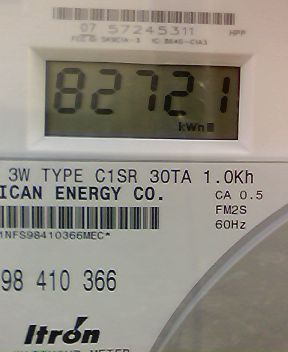 07 57245311 HPP
82721
kWh
3W TYPE C1SR 30TA 1.0Kh
ICAN ENERGY CO.
CA 0.5
FM2S
60Hz
1NFS98410366MEC*
98 410 366
Itron